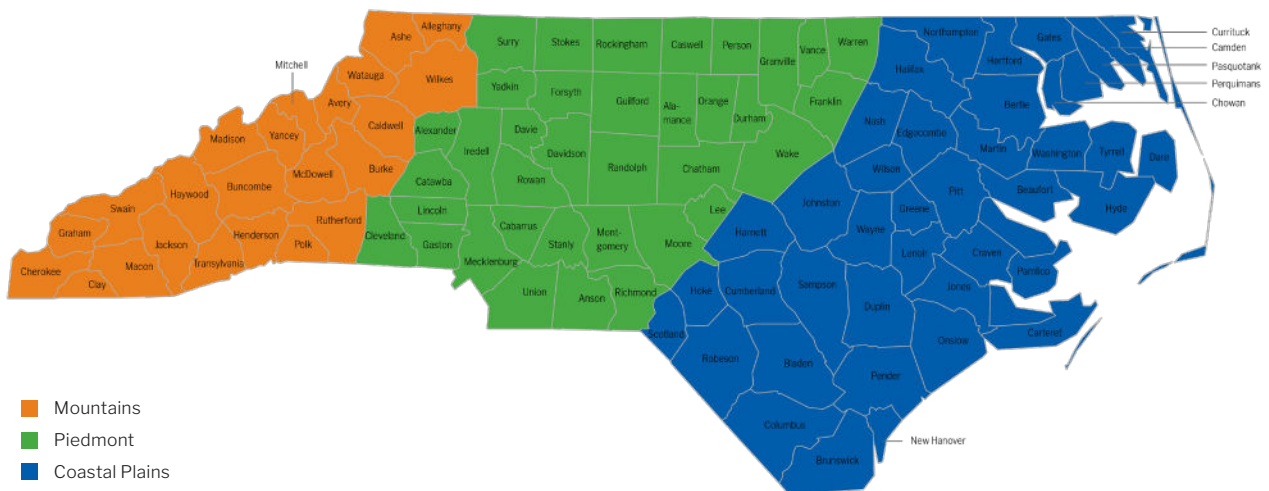 Ashe
Alleghany
Surry
Stokes
Rockingham
Caswell
Person
Granville
Vance
Warren
Northampton
Gates
Currituck
Camden
Pasquotank
Perquimans
Chowan
Mitchell
Watauga
Wilkes
Yadkin
Forsyth
Guilford
Ala-
mance
Orange
Durham
Franklin
Halifax
Hertford
Bertie
Avery
Caldwell
Alexander
Iredell
Davie
Davidson
Randolph
Chatham
Wake
Nash
Edgecombe
Martin
Washington
Tyrrell
Dare
Madison
Yancey
McDowell
Burke
Catawba
Rowan
Wilson
Pitt
Beaufort
Hyde
Swain
Haywood
Buncombe
Rutherford
Lincoln
Cleveland
Gaston
Cabarrus
Stanly
Mont-
gomery
Moore
Lee
Harnett
Johnston
Wayne
Greene
Lenoir
Craven
Pamlico
Graham
Jackson
Henderson
Polk
Mecklenburg
Cherokee
Macon
Clay
Transylvania
Union
Anson
Richmond
Hoke
Cumberland
Sampson
Duplin
Jones
Carteret
Scotland
Robeson
Bladen
Onslow
Pender
Columbus
Brunswick
New Hanover
Mountains
Piedmont
Coastal Plains